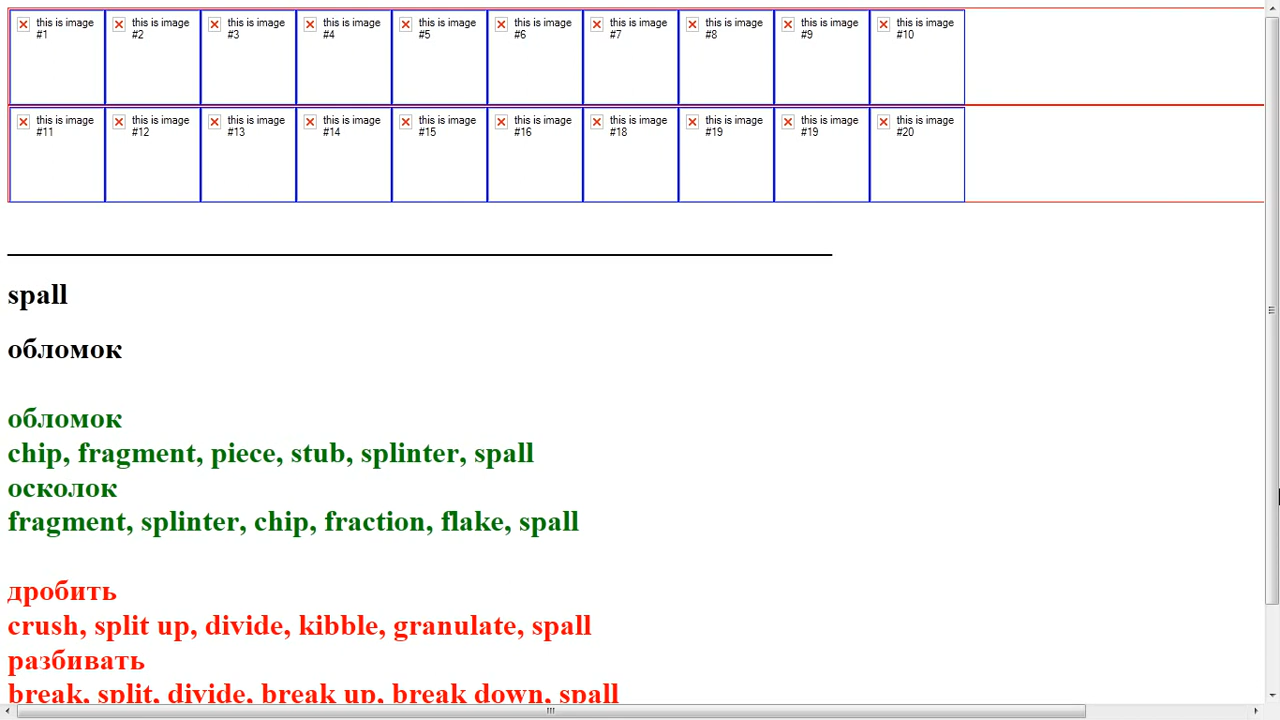 this is image #1 this is image #2 this is image #3 this is image #4 this is image #5 this is image #6 this is image #7 this is image #8 this is image #9 this is image #10
this is image #11 this is image #12 this is image #13 this is image #14 this is image #15 this is image #16 this is image #18 this is image #19 this is image #19 this is image #20
spall
обломок
обломок
chip, fragment, piece, stub, splinter, spall
осколок
fragment, splinter, chip, fraction, flake, spall
дробить
crush, split up, divide, kibble, granulate, spall
разбивать
break, split, divide, break up, break down, spall